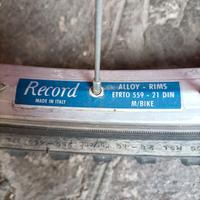 Record
MADE IN ITALY
ALLOY - RIMS
ETRTO 559 - 21 DIN
M/BIKE